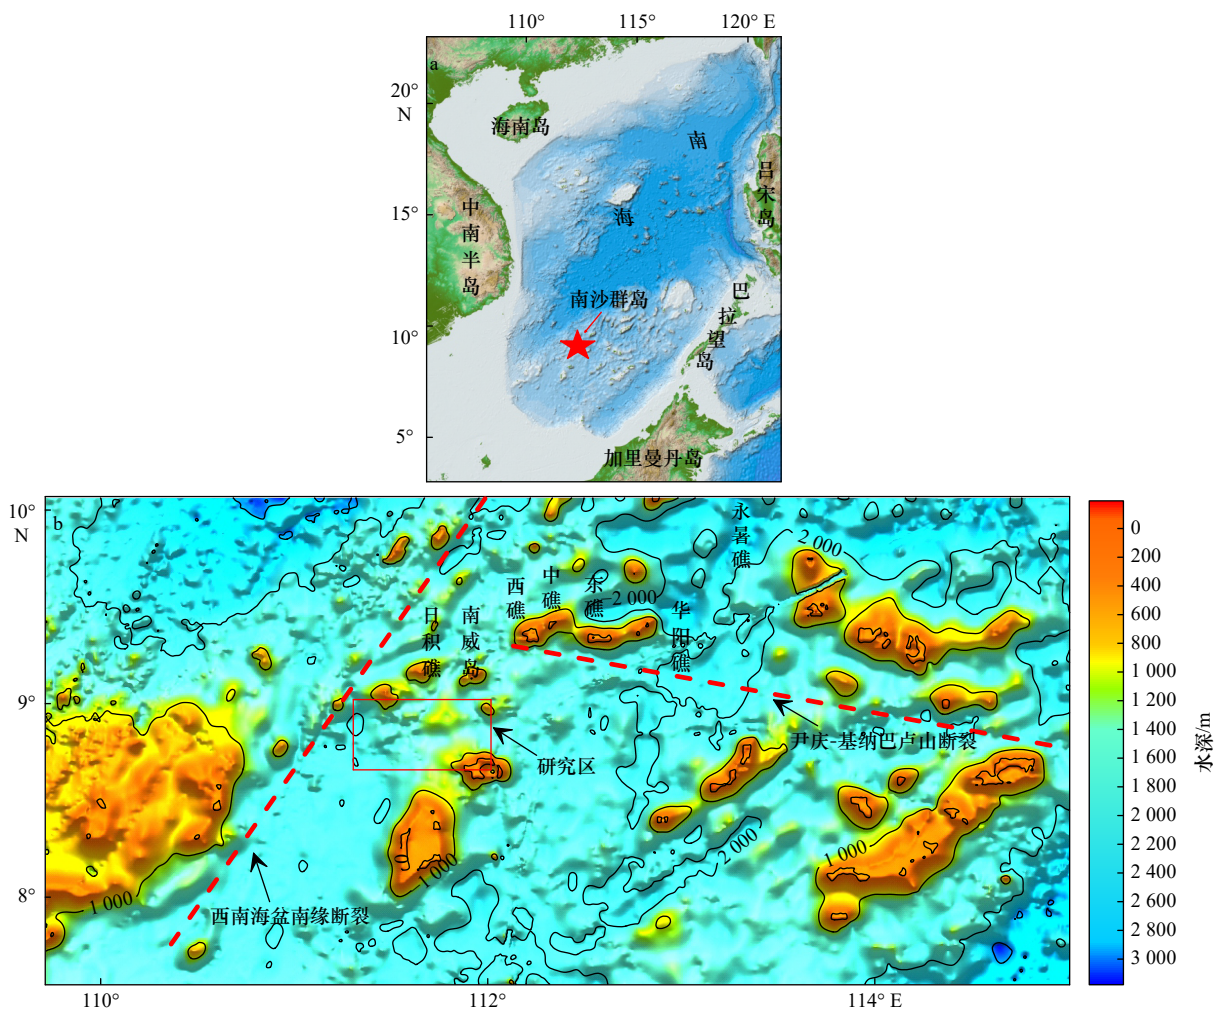 110° 115° 120° E
a
20°
N
海南岛
南
吕宋岛
15°
中南半岛
海
南沙群岛
巴拉望岛
10°
5°
加里曼丹岛
10°
N
b
永暑礁
2 000
0
200
400
600
800
1 000
1 200
1 400
1 600
1 800
2 000
2 200
2 400
2 600
2 800
3 000
水深/m
西礁
中礁
东礁
2 000
华阳礁
日积礁
南威岛
9°
尹庆-基纳巴卢山断裂
研究区
2 000
1 000
1 000
8°
1 000
西南海盆南缘断裂
110° 112° 114° E